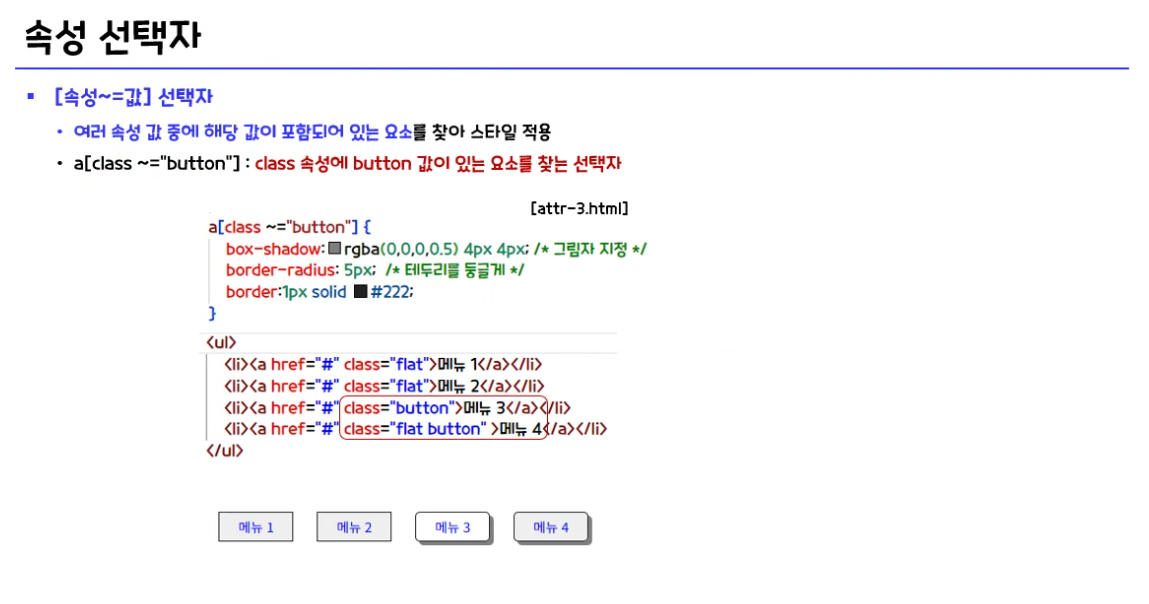 속성 선택자
▪ [속성~=값] 선택자
• 여러 속성 값 중에 해당 값이 포함되어 있는 요소를 찾아 스타일 적용
• a[class ~="button"] : class 속성에 button 값이 있는 요소를 찾는 선택자
[attr-3.html]
a[class ~="button"] {
box-shadow: rgba(0,0,0,0.5) 4px 4px; /* 그림자 지정 */
border-radius: 5px; /* 테두리를 둥글게 */
border:1px solid #222;
}
<ul>
<li><a href="#" class="flat">메뉴 1</a></li>
<li><a href="#" class="flat">메뉴 2</a></li>
<li><a href="#" class="button">메뉴 3</a></li>
<li><a href="#" class="flat button" >메뉴 4</a></li>
</ul>
메뉴 1 메뉴 2 메뉴 3 메뉴 4